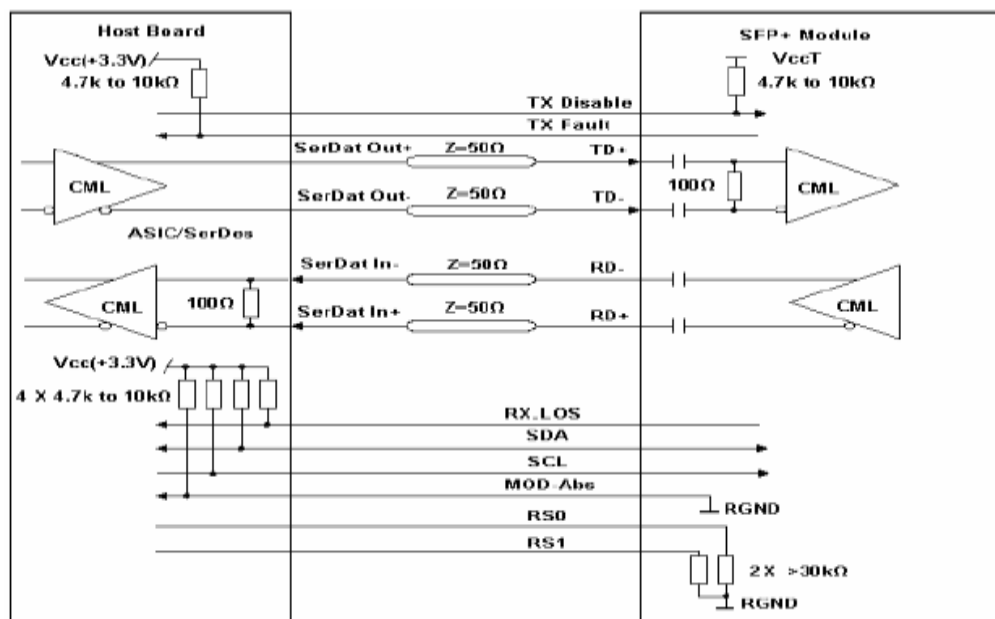 Host Board
SFP+ Module
Vcc(+3.3V)
4.7k to 10kΩ
VccT
4.7k to 10kΩ
TX Disable
TX Fault
SerDat Out+
Z=50Ω
TD+
CML
100Ω
CML
SerDat Out-
Z=50Ω
TD-
ASIC/SerDes
SerDat In-
Z=50Ω
RD-
CML
100Ω
CML
SerDat In+
Z=50Ω
RD+
Vcc(+3.3V)
4 X 4.7k to 10kΩ
RX.LOS
SDA
SCL
MOD-Abs
RGND
RS0
RS1
2 X >30kΩ
RGND